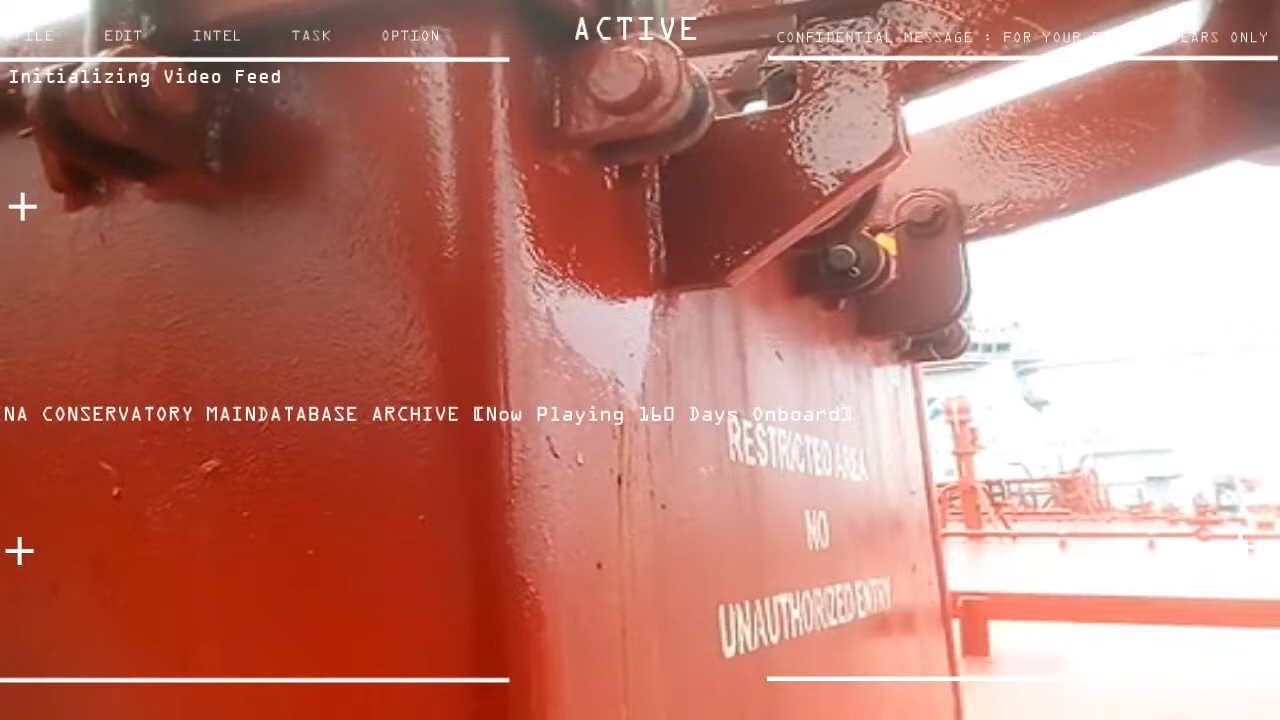 FILE EDIT INTEL TASK OPTION
ACTIVE
CONFIDENTIAL MESSAGE : FOR YOUR EARS ONLY
Initializing Video Feed
NA CONSERVATORY MAINDATABASE ARCHIVE [Now Playing 160 Days Onboard]
RESTRICTED AREA
NO
UNAUTHORIZED ENTRY